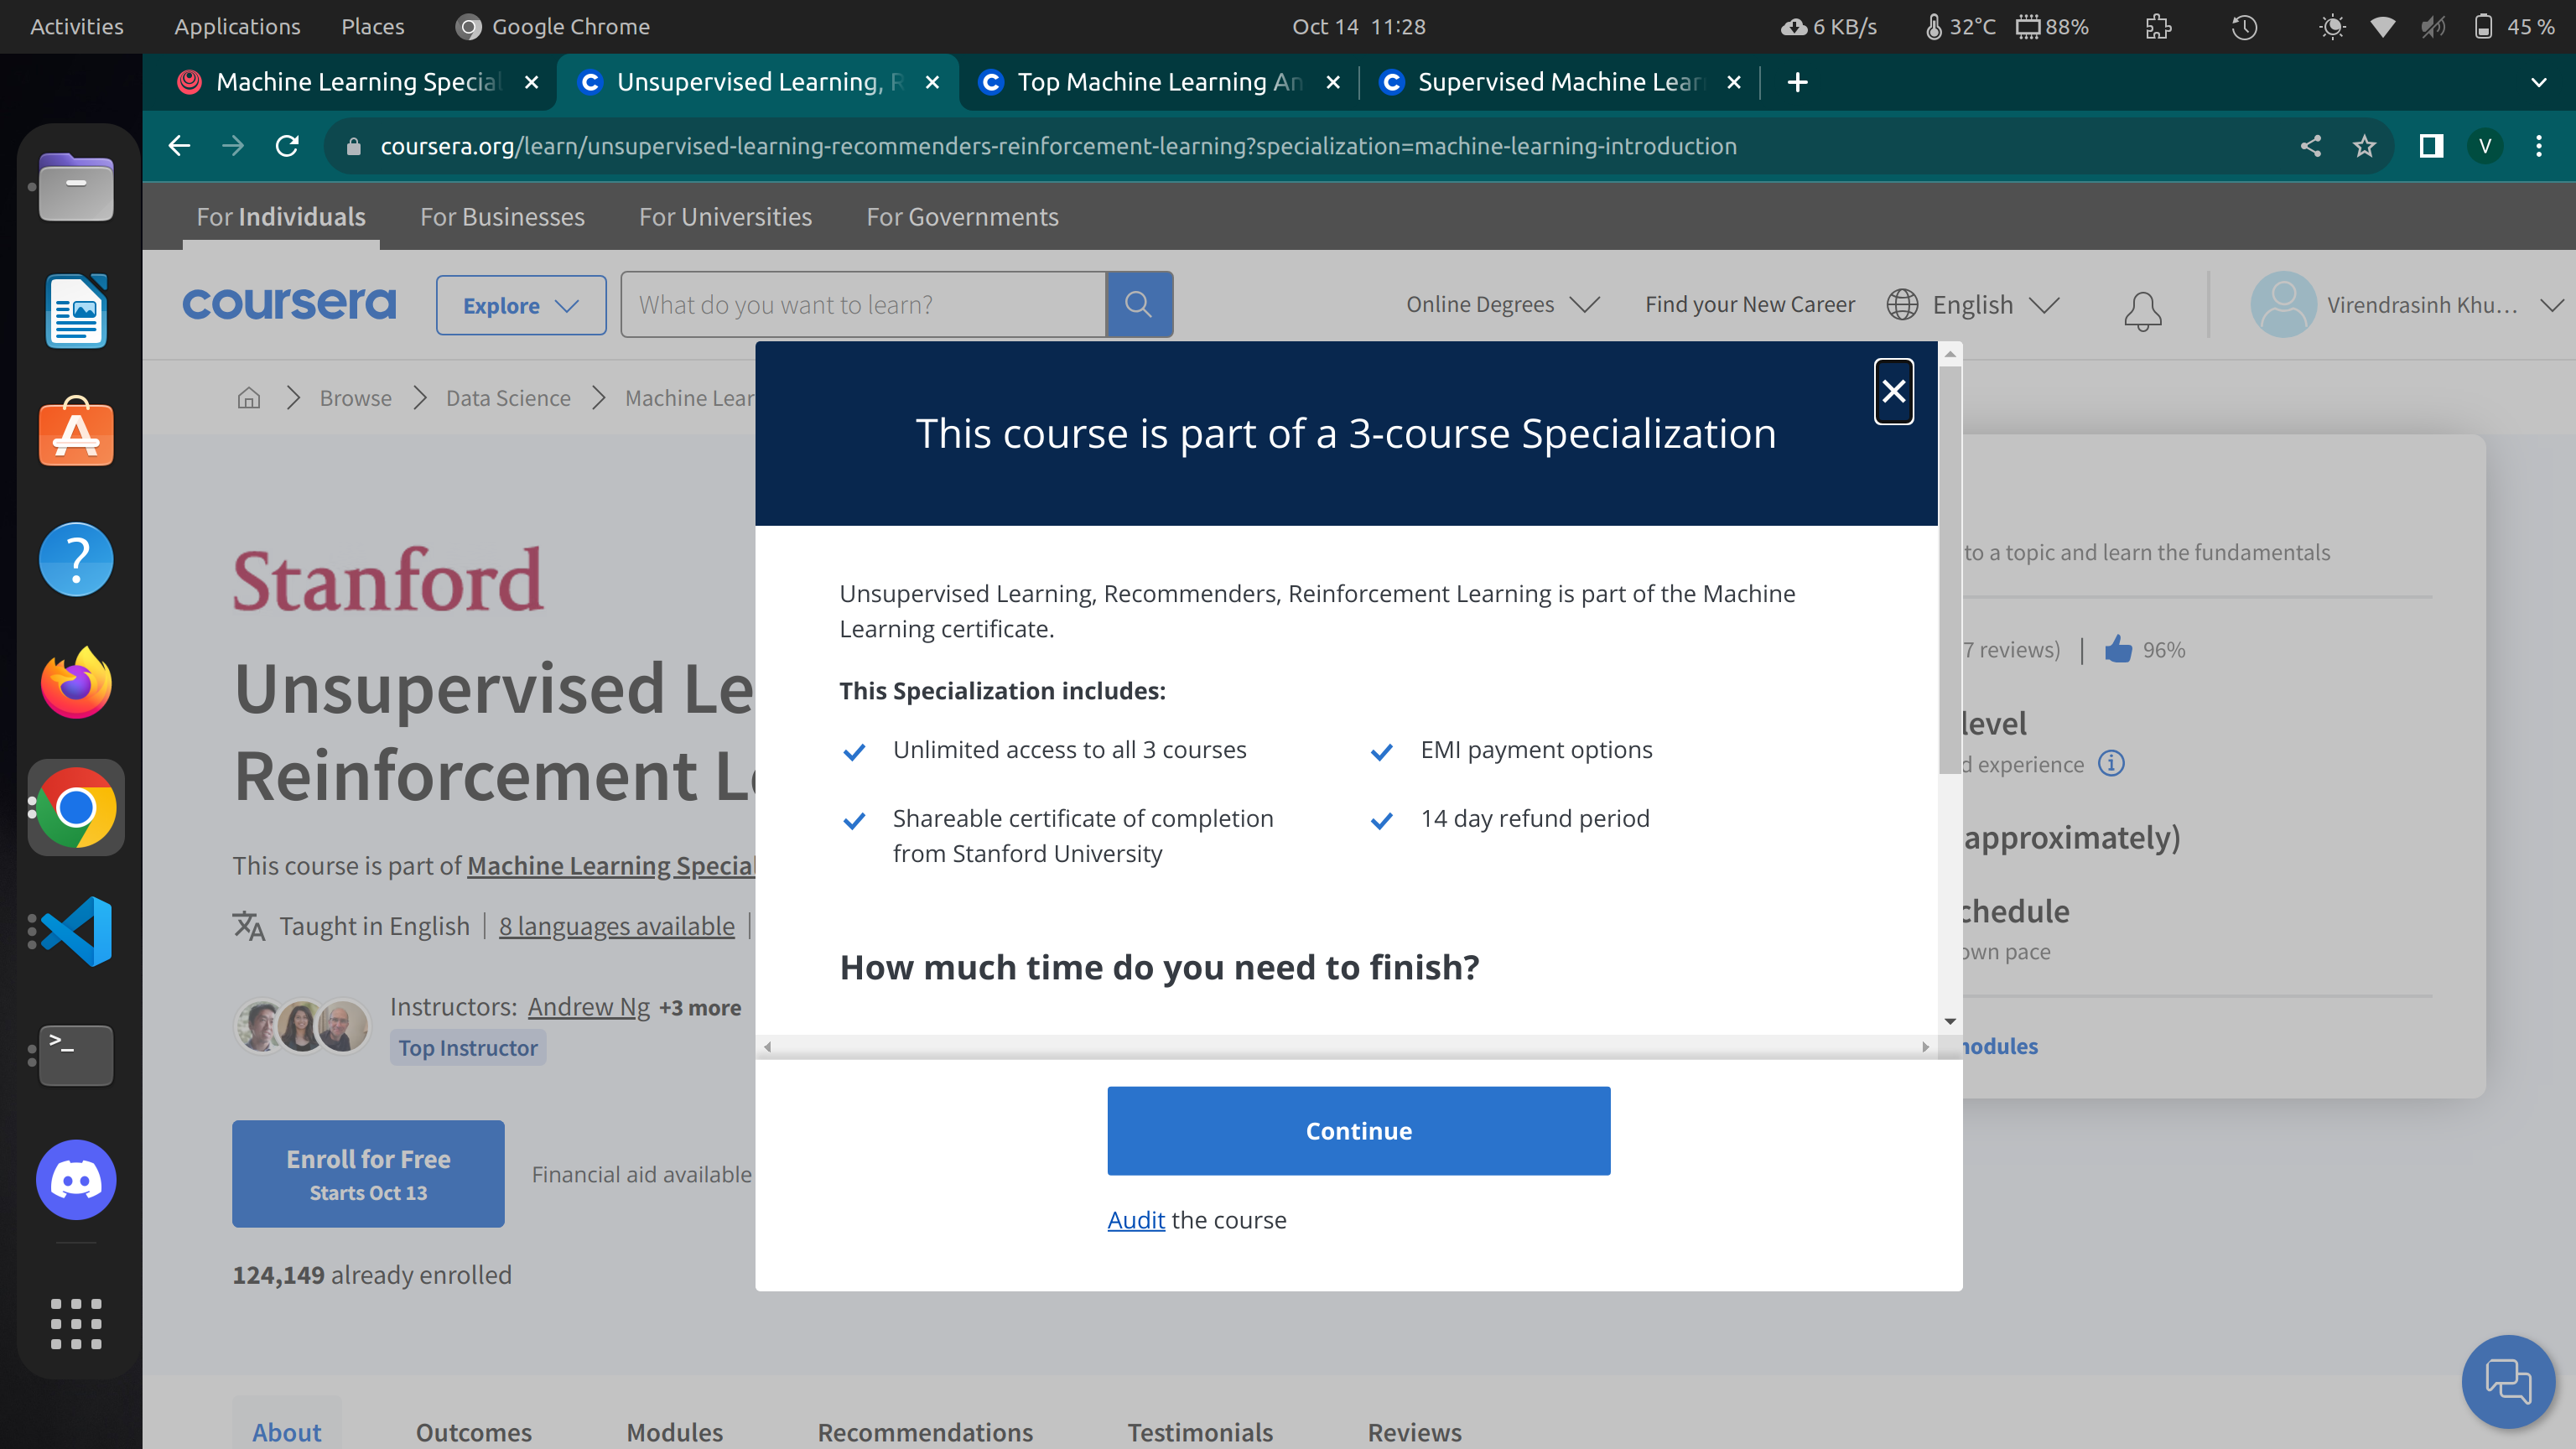 Activities Applications Places Google Chrome Oct 14 11:28 6 KB/s 32°C 88% 45 %
Machine Learning Special Unsupervised Learning, R Top Machine Learning An Supervised Machine Lear
coursera.org/learn/unsupervised-learning-recommenders-reinforcement-learning?specialization=machine-learning-introduction V
For Individuals For Businesses For Universities For Governments
coursera Explore What do you want to learn? Online Degrees Find your New Career English Virendrasinh Khu...
Browse Data Science Machine Lear
This course is part of a 3-course Specialization
Stanford
Unsupervised Le
Reinforcement L
This course is part of Machine Learning Special
Taught in English 8 languages available
Instructors: Andrew Ng +3 more
Top Instructor
Enroll for Free
Starts Oct 13
Financial aid available
124,149 already enrolled
Unsupervised Learning, Recommenders, Reinforcement Learning is part of the Machine
Learning certificate.
This Specialization includes:
Unlimited access to all 3 courses
EMI payment options
Shareable certificate of completion
from Stanford University
14 day refund period
How much time do you need to finish?
Continue
Audit the course
to a topic and learn the fundamentals
7 reviews) 96%
level
d experience
approximately)
chedule
own pace
modules
About Outcomes Modules Recommendations Testimonials Reviews